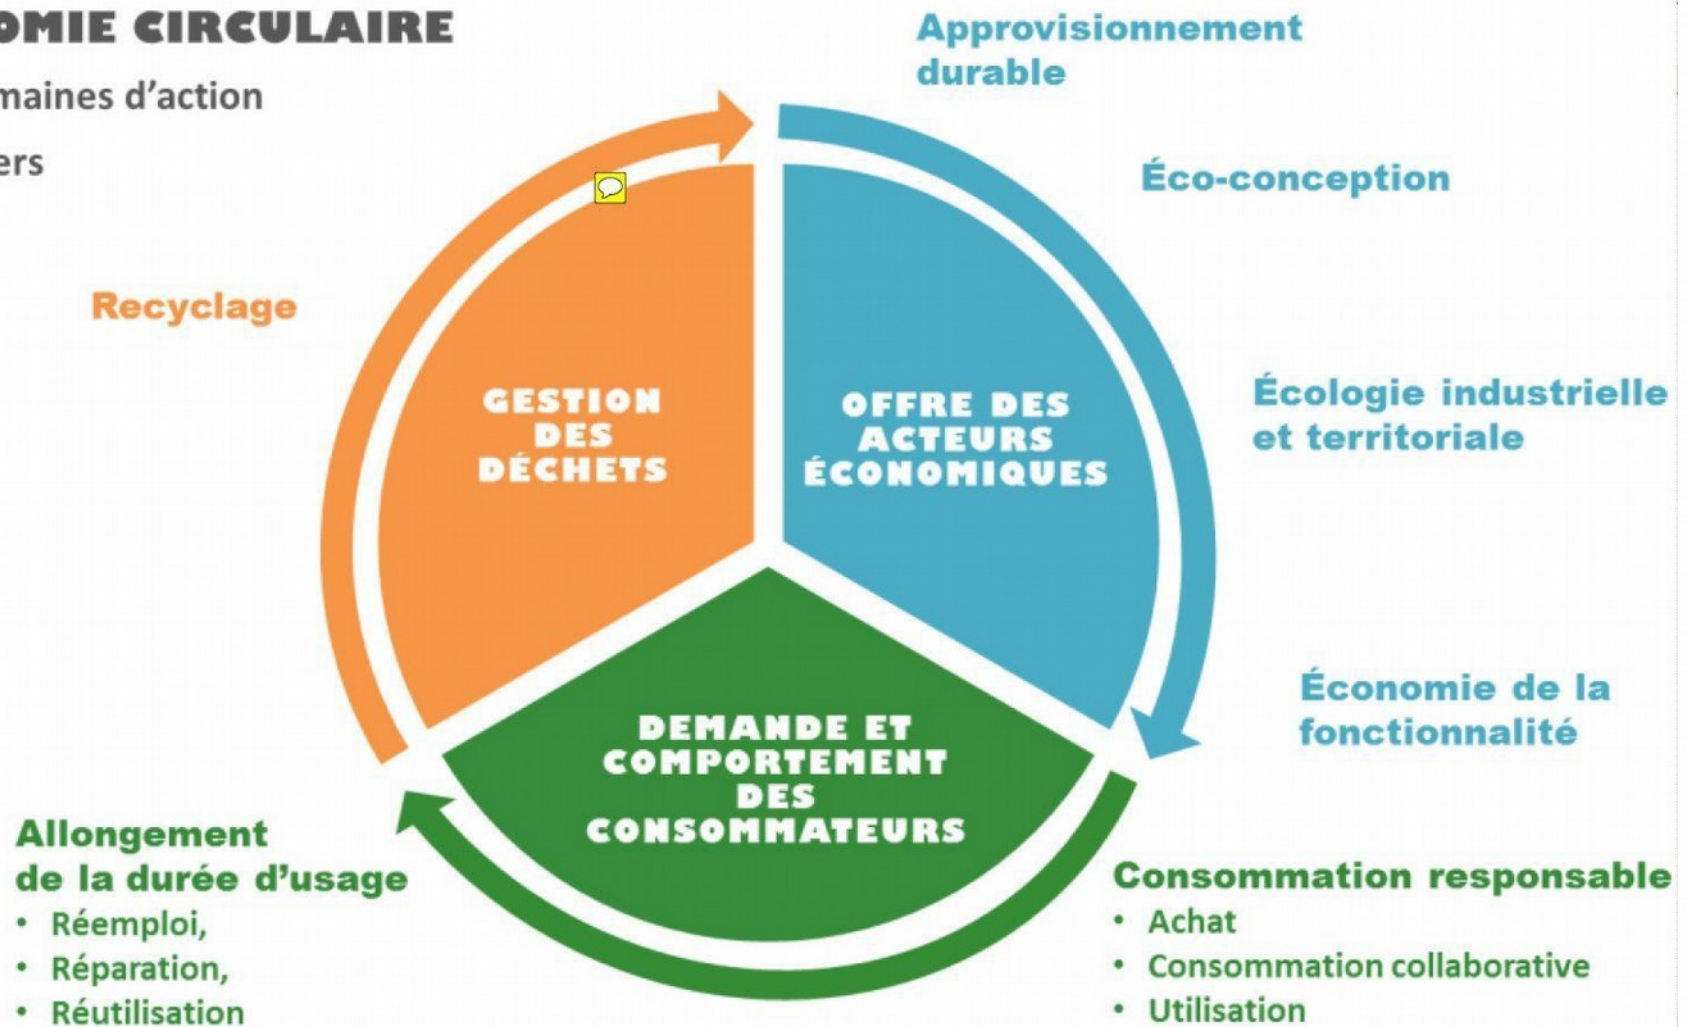 OMIE CIRCULAIRE
maines d'action
ers
Approvisionnement
durable
Éco-conception
Écologie industrielle
et territoriale
Économie de la
fonctionnalité
Recyclage
GESTION
DES
DÉCHETS
OFFRE DES
ACTEURS
ÉCONOMIQUES
DEMANDE ET
COMPORTEMENT
DES
CONSOMMATEURS
Allongement
de la durée d'usage
• Réemploi,
• Réparation,
• Réutilisation
Consommation responsable
• Achat
• Consommation collaborative
• Utilisation